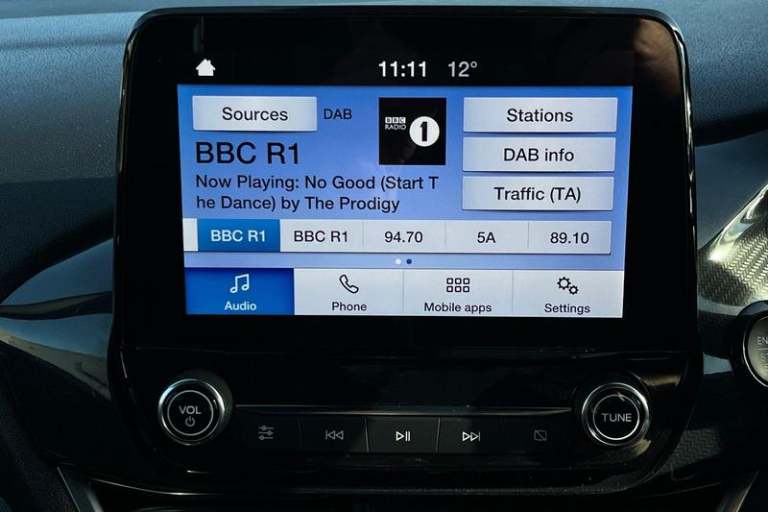 11:11 12°
Sources DAB
BBC
RADIO 1
Stations
BBC R1
DAB info
Now Playing: No Good (Start T
he Dance) by The Prodigy
Traffic (TA)
BBC R1 BBC R1 94.70 5A 89.10
Audio Phone Mobile apps Settings
VOL
TUNE